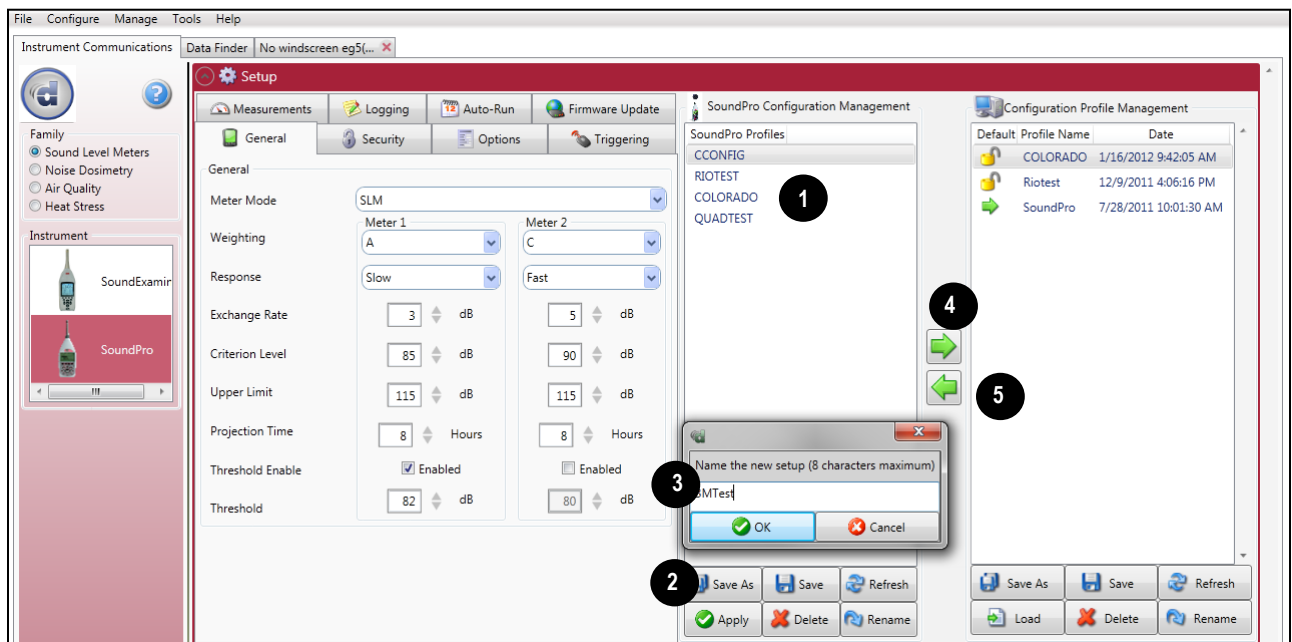 File Configure Manage Tools Help
Instrument Communications Data Finder No windscreen eg5(...
Setup
Measurements Logging Auto-Run Firmware Update
General Security Options Triggering
Family
Sound Level Meters
Noise Dosimetry
Air Quality
Heat Stress
Instrument
SoundExamin
SoundPro
General
Meter Mode SLM
Meter 1 Meter 2
Weighting A C
Response Slow Fast
Exchange Rate 3 dB 5 dB
Criterion Level 85 dB 90 dB
Upper Limit 115 dB 115 dB
Projection Time 8 Hours 8 Hours
Threshold Enable Enabled Enabled
Threshold 82 dB 80 dB
SoundPro Configuration Management
SoundPro Profiles
CCONFIG
RIOTEST
COLORADO
QUADTEST
1
4
5
Name the new setup (8 characters maximum)
3
MTest
OK Cancel
2
Save As Save Refresh
Apply Delete Rename
Configuration Profile Management
Default Profile Name Date
COLORADO 1/16/2012 9:42:05 AM
Riotest 12/9/2011 4:06:16 PM
SoundPro 7/28/2011 10:01:30 AM
Save As Save Refresh
Load Delete Rename